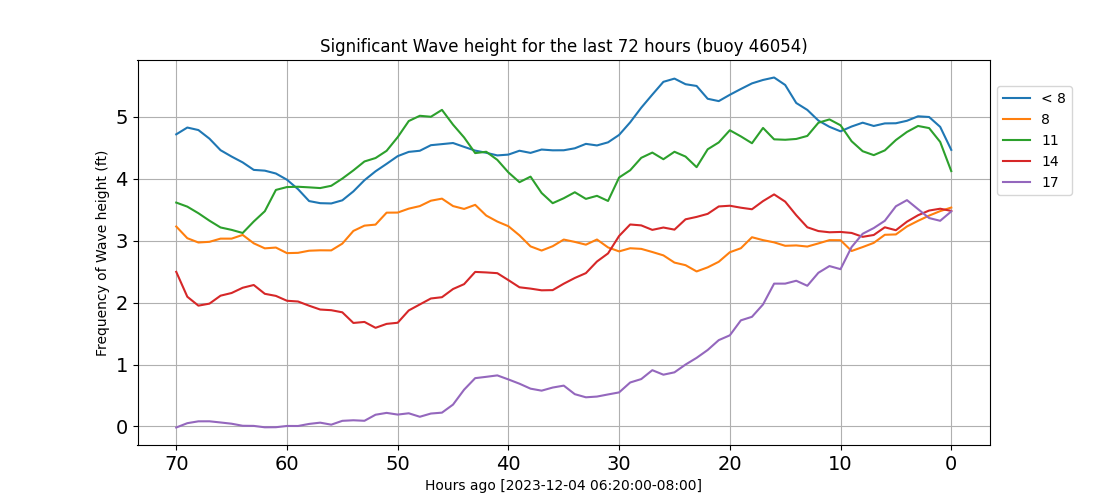 Significant Wave height for the last 72 hours (buoy 46054)
Frequency of Wave height (ft)
5
4
3
2
1
0
70 60 50 40 30 20 10 0
Hours ago [2023-12-04 06:20:00-08:00]
< 8
8
11
14
17